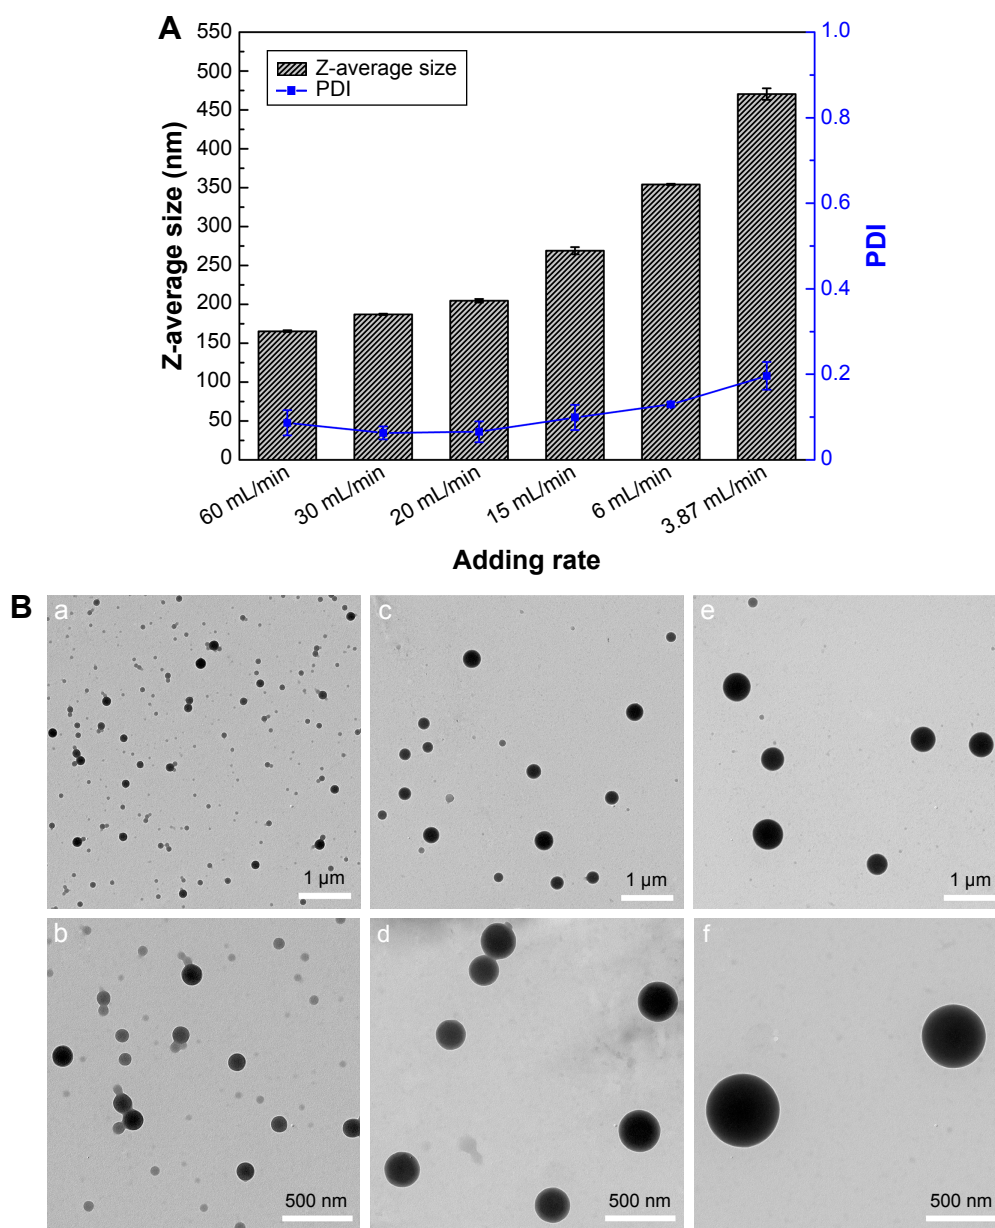 A
550
500
450
400
350
300
250
200
150
100
50
0
Z-average size (nm)
Z-average size
PDI
1.0
0.8
0.6
0.4
0.2
0
PDI
60 mL/min
30 mL/min
20 mL/min
15 mL/min
6 mL/min
3.87 mL/min
Adding rate
B
a
1 µm
c
1 µm
e
1 µm
b
500 nm
d
500 nm
f
500 nm